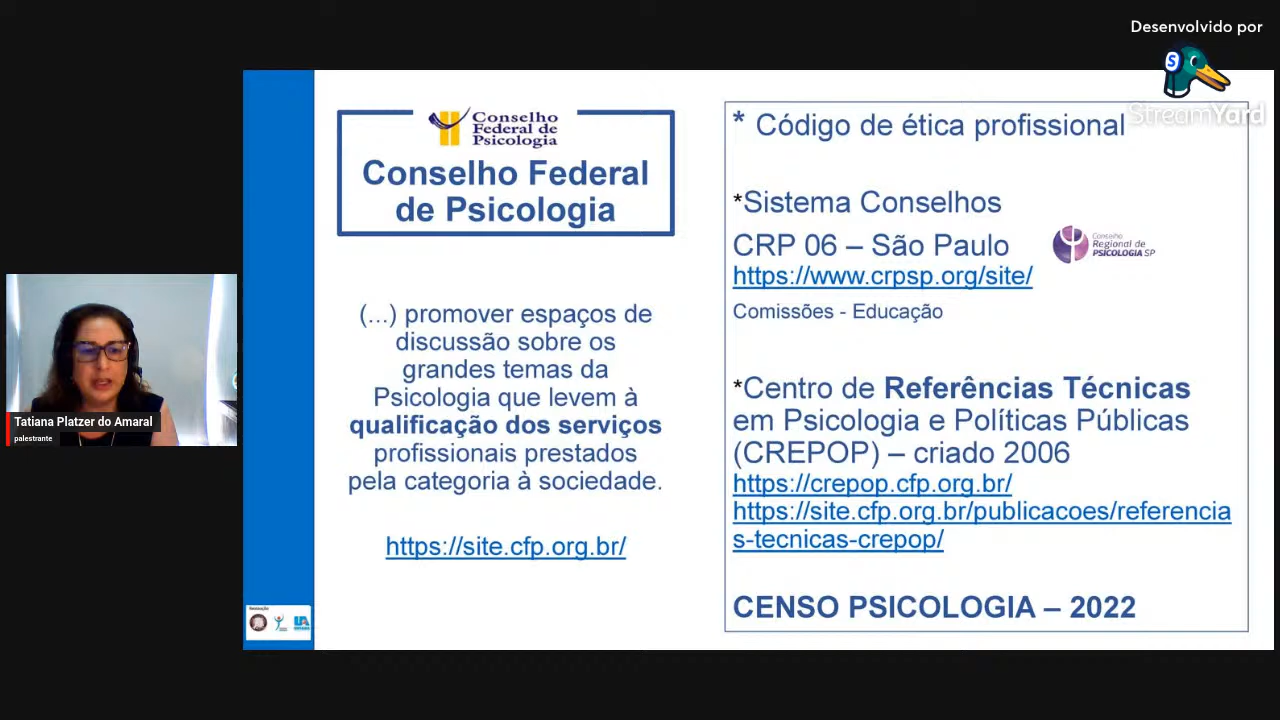 Desenvolvido por
S
StreamYard
Conselho
Federal de
Psicologia
Conselho Federal
de Psicologia
(...) promover espaços de
discussão sobre os
grandes temas da
Psicologia que levem à
qualificação dos serviços
profissionais prestados
pela categoria à sociedade.
https://site.cfp.org.br/
* Código de ética profissional
*Sistema Conselhos
CRP 06 – São Paulo
Conselho
Regional de
PSICOLOGIA SP
https://www.crpsp.org/site/
Comissões - Educação
*Centro de Referências Técnicas
em Psicologia e Políticas Públicas
(CREPOP) – criado 2006
https://crepop.cfp.org.br/
https://site.cfp.org.br/publicacoes/referencia
s-tecnicas-crepop/
CENSO PSICOLOGIA – 2022
Tatiana Platzer do Amaral
palestrante